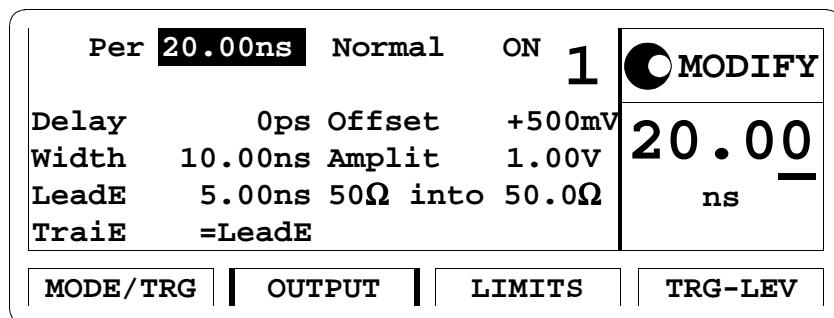 Per 20.00ns Normal ON 1
MODIFY
Delay 0ps Offset +500mV
20.00
Width 10.00ns Amplit 1.00V
LeadE 5.00ns 50Ω into 50.0Ω
ns
TraiE =LeadE
MODE/TRG OUTPUT LIMITS TRG-LEV